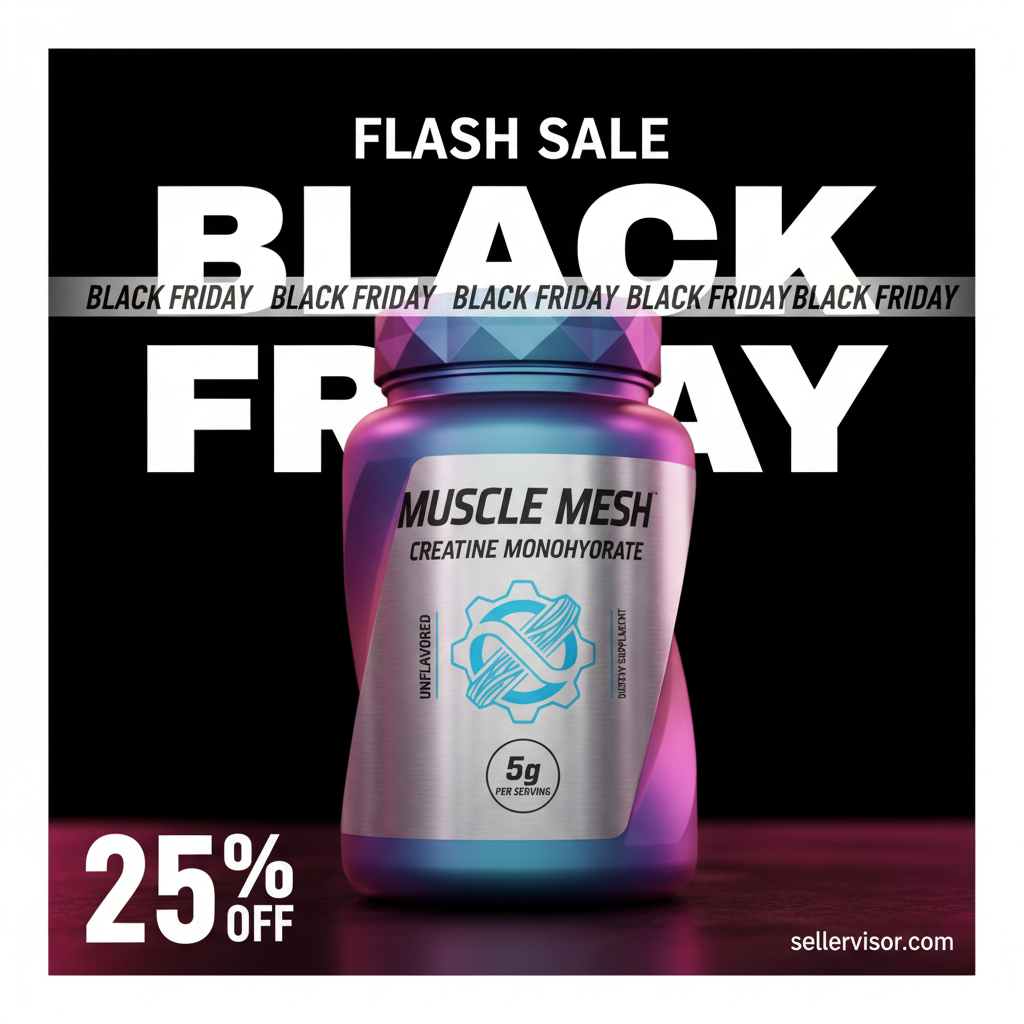 FLASH SALE
BLACK
BLACK FRIDAY BLACK FRIDAY BLACK FRIDAY BLACK FRIDAY BLACK FRIDAY
FR AY
MUSCLE MESH
CREATINE MONOHYORATE
UNFLAVORED
5g
PER SERVING
25%
OFF
sellervisor.com